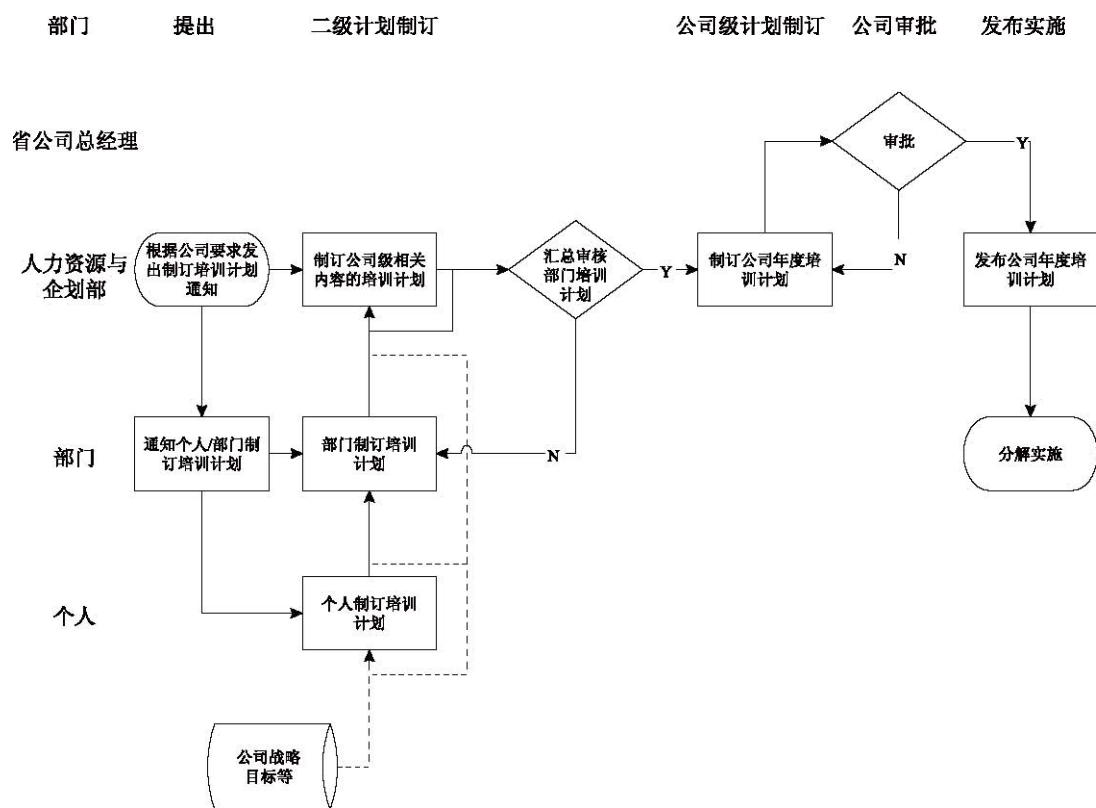 部门
提出
二级计划制订
公司级计划制订
公司审批
发布实施
省公司总经理
审批
Y
人力资源与
企划部
根据公司要求发
出制订培训计划
通知
制订公司级相关
内容的培训计划
汇总审核
部门培训
计划
Y
制订公司年度培
训计划
N
发布公司年度培
训计划
部门
通知个人/部门制
订培训计划
部门制订培训
计划
N
分解实施
个人
个人制订培训
计划
公司战略
目标等